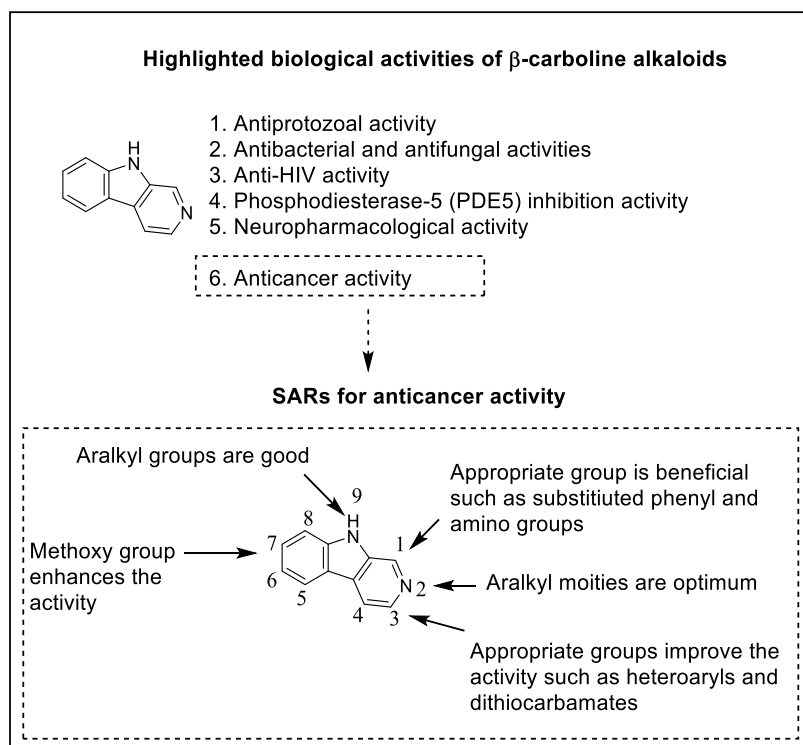 Highlighted biological activities of β-carboline alkaloids
H
N
N
1. Antiprotozoal activity
2. Antibacterial and antifungal activities
3. Anti-HIV activity
4. Phosphodiesterase-5 (PDE5) inhibition activity
5. Neuropharmacological activity
6. Anticancer activity
SARs for anticancer activity
Aralkyl groups are good
Appropriate group is beneficial
such as substitiuted phenyl and
amino groups
Methoxy group
enhances the
activity
9
H
N
8
7
6
5
4
3
N 2
1
Aralkyl moities are optimum
Appropriate groups improve the
activity such as heteroaryls and
dithiocarbamates